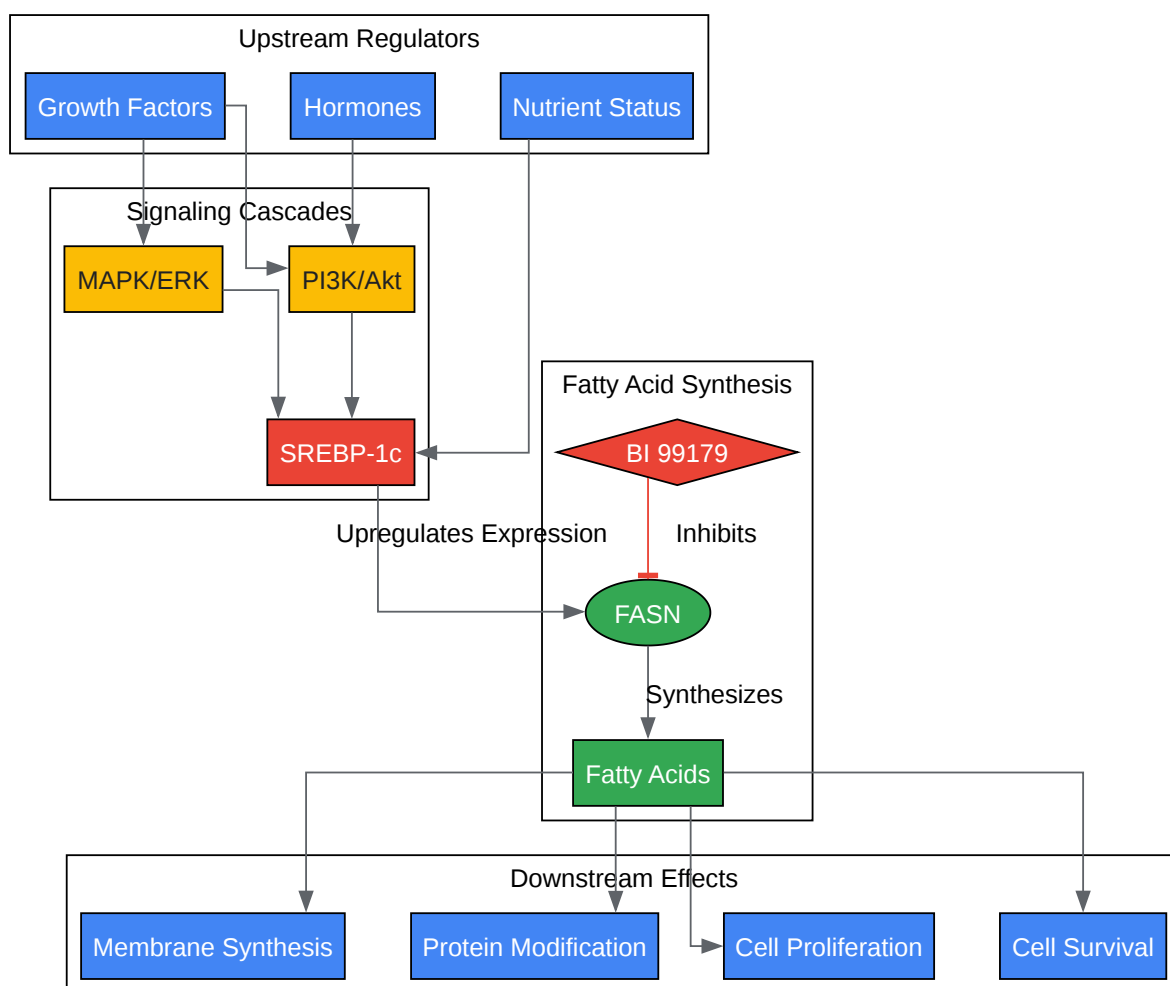 Upstream Regulators
Growth Factors
Hormones
Nutrient Status
Signaling Cascades
MAPK/ERK
PI3K/Akt
Fatty Acid Synthesis
SREBP-1c
BI 99179
Upregulates Expression
Inhibits
FASN
Synthesizes
Fatty Acids
Downstream Effects
Membrane Synthesis
Protein Modification
Cell Proliferation
Cell Survival